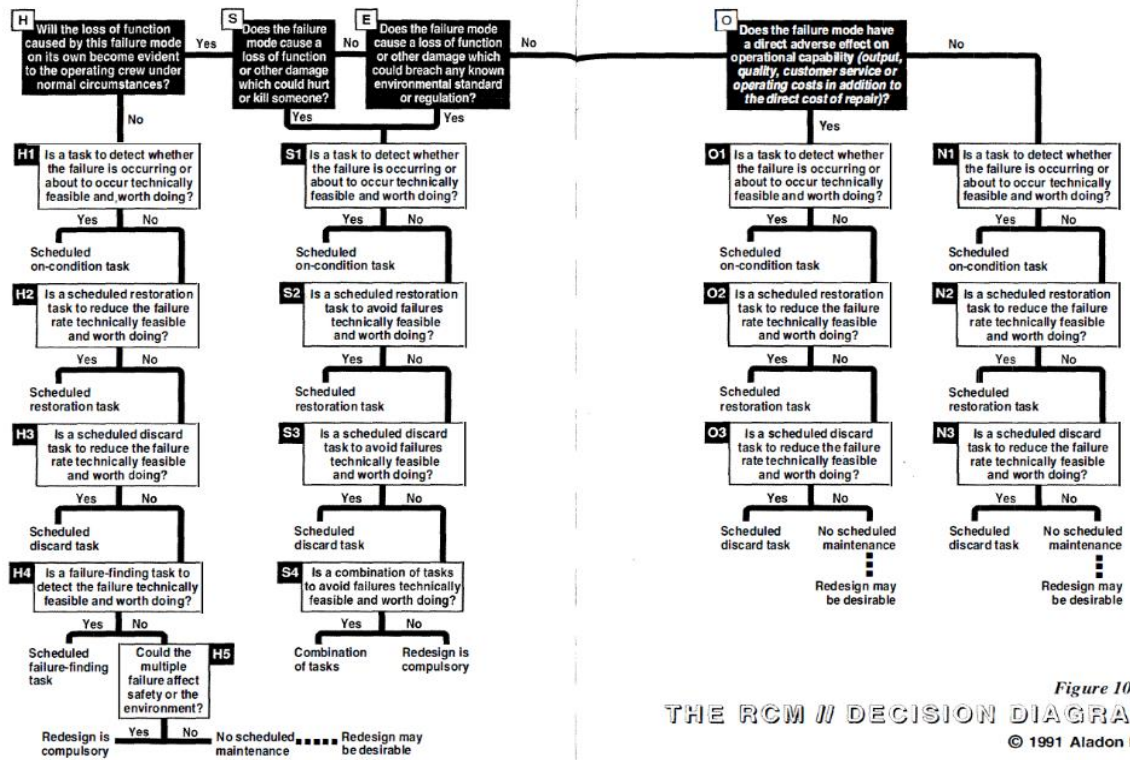 H
Will the loss of function
caused by this failure mode
on its own become evident
to the operating crew under
normal circumstances?
Yes
S
Does the failure
mode cause a
loss of function
or other damage
which could hurt
or kill someone?
No
E
Does the failure mode
cause a loss of function
or other damage which
could breach any known
environmental standard
or regulation?
No
O
Does the failure mode have
a direct adverse effect on
operational capability (output,
quality, customer service or
operating costs in addition to
the direct cost of repair)?
No
No
Yes
Yes
Yes
H1
Is a task to detect whether
the failure is occurring or
about to occur technically
feasible and worth doing?
Yes
No
Scheduled
on-condition task
H2
Is a scheduled restoration
task to reduce the failure
rate technically feasible
and worth doing?
Yes
No
Scheduled
restoration task
H3
Is a scheduled discard
task to reduce the failure
rate technically feasible
and worth doing?
Yes
No
Scheduled
discard task
H4
Is a failure-finding task to
detect the failure technically
feasible and worth doing?
Yes
No
Scheduled
failure-finding
task
Could the
multiple
failure affect
safety or the
environment?
H5
Redesign is
compulsory
Yes
No
No scheduled
maintenance
Redesign may
be desirable
S1
Is a task to detect whether
the failure is occurring or
about to occur technically
feasible and worth doing?
Yes
No
Scheduled
on-condition task
S2
Is a scheduled restoration
task to avoid failures
technically feasible
and worth doing?
Yes
No
Scheduled
restoration task
S3
Is a scheduled discard
task to avoid failures
technically feasible
and worth doing?
Yes
No
Scheduled
discard task
S4
Is a combination of tasks
to avoid failures technically
feasible and worth doing?
Yes
No
Combination
of tasks
Redesign is
compulsory
O1
Is a task to detect whether
the failure is occurring or
about to occur technically
feasible and worth doing?
Yes
No
Scheduled
on-condition task
O2
Is a scheduled restoration
task to reduce the failure
rate technically feasible
and worth doing?
Yes
No
Scheduled
restoration task
O3
Is a scheduled discard
task to reduce the failure
rate technically feasible
and worth doing?
Yes
No
Scheduled
discard task
No scheduled
maintenance
Redesign may
be desirable
N1
Is a task to detect whether
the failure is occurring or
about to occur technically
feasible and worth doing?
Yes
No
Scheduled
on-condition task
N2
Is a scheduled restoration
task to reduce the failure
rate technically feasible
and worth doing?
Yes
No
Scheduled
restoration task
N3
Is a scheduled discard
task to reduce the failure
rate technically feasible
and worth doing?
Yes
No
Scheduled
discard task
No scheduled
maintenance
Redesign may
be desirable
Figure 10
THE RCM II DECISION DIAGRA
© 1991 Aladon